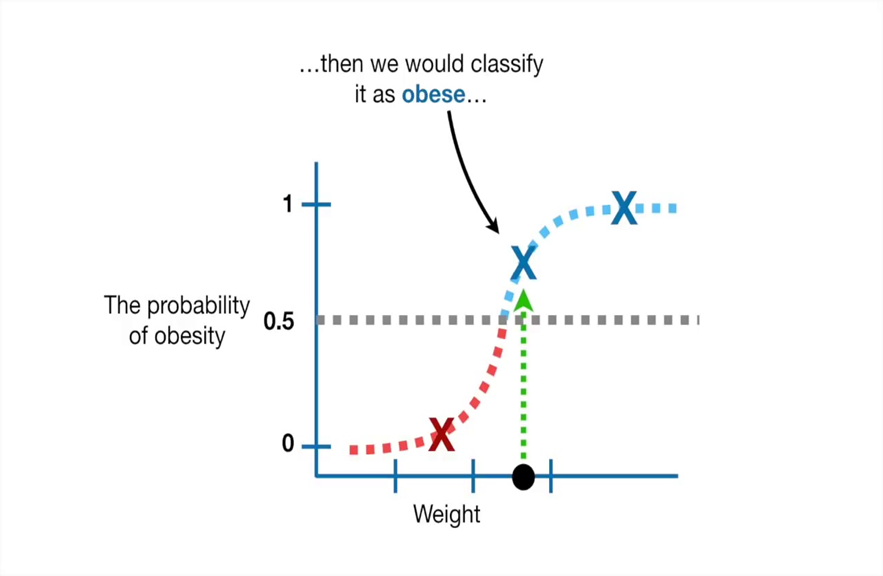 ...then we would classify
it as obese...
1
The probability
of obesity
0.5
0
Weight
X
X
X